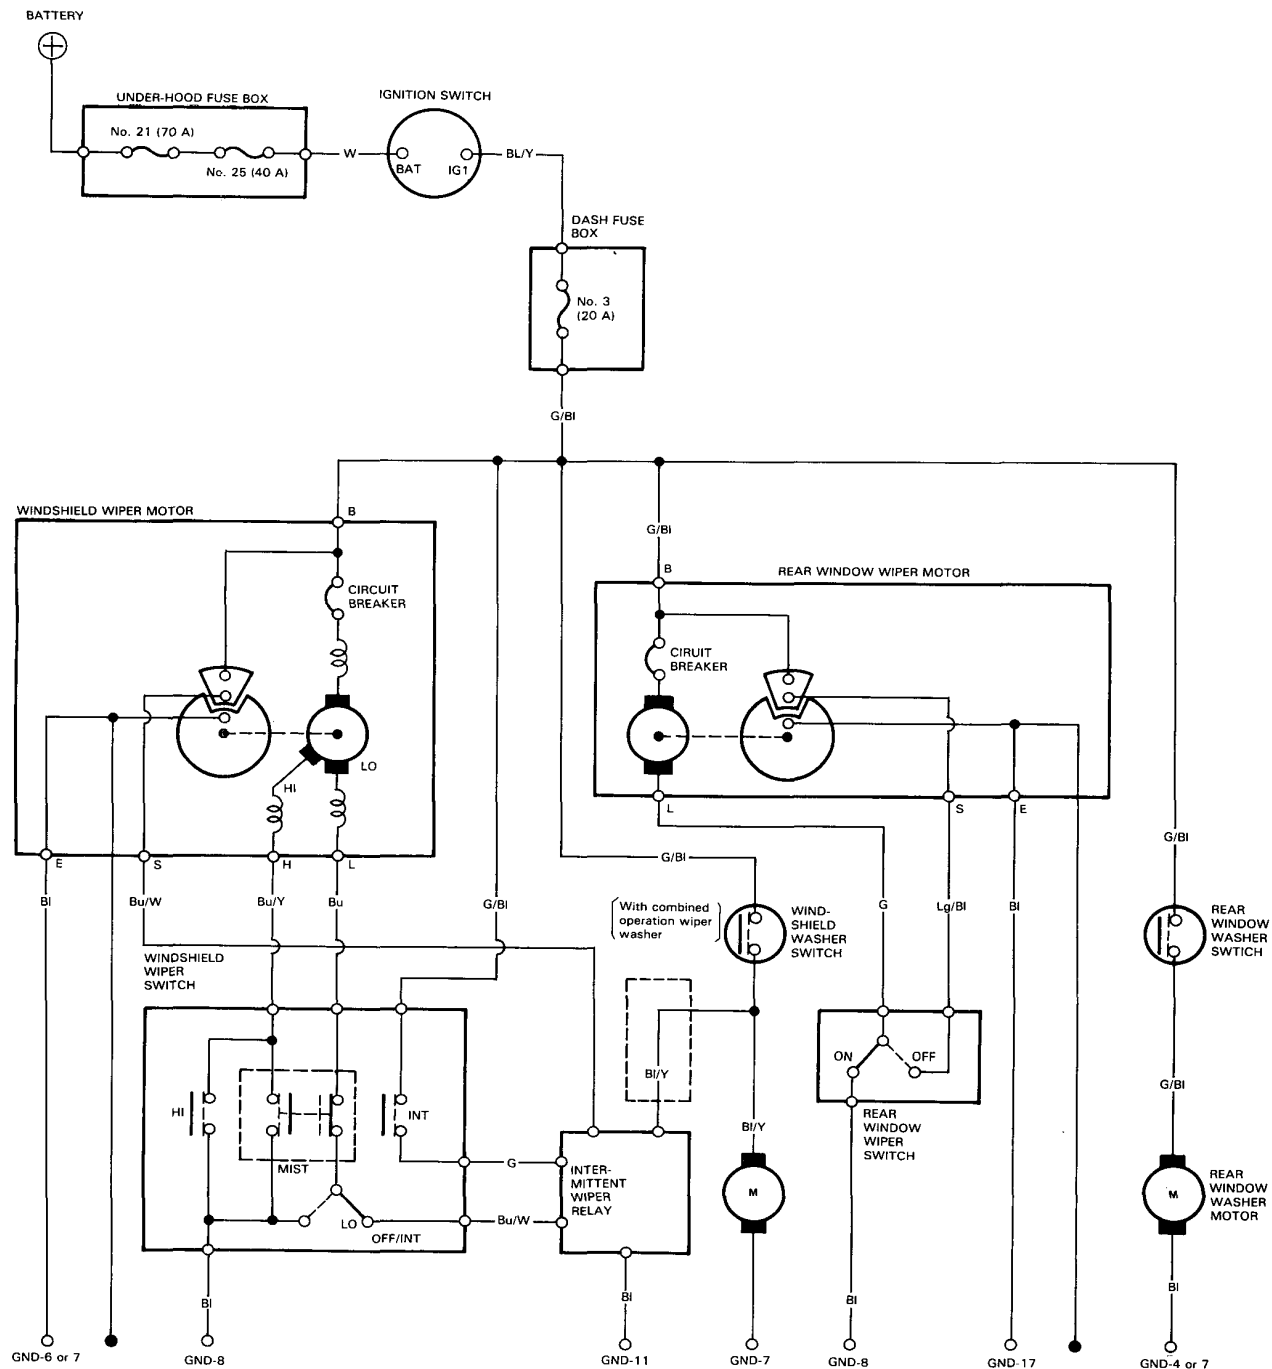 BATTERY
UNDER-HOOD FUSE BOX
No. 21 (70 A)
No. 25 (40 A)
W
IGNITION SWITCH
BAT
IG1
BL/Y
DASH FUSE
BOX
No. 3
(20 A)
G/Bl
WINDSHIELD WIPER MOTOR
B
CIRCUIT
BREAKER
LO
HI
E
S
H
L
G/Bl
B
REAR WINDOW WIPER MOTOR
CIRUIT
BREAKER
L
S
E
Bl
Bu/W
Bu/Y
Bu
G/Bl
G/Bl
(With combined
operation wiper
washer)
WIND-
SHIELD
WASHER
SWITCH
G
Lg/Bl
Bl
G/Bl
REAR
WINDOW
WASHER
SWTICH
WINDSHIELD
WIPER
SWITCH
HI
MIST
INT
LO
OFF/INT
G
Bu/W
Bl/Y
INTER-
MITTENT
WIPER
RELAY
Bl/Y
M
ON
OFF
REAR
WINDOW
WIPER
SWITCH
G/Bl
M
REAR
WINDOW
WASHER
MOTOR
Bl
Bl
Bl
Bl
GND-6 or 7
GND-8
GND-11
GND-7
GND-8
GND-17
GND-4 or 7